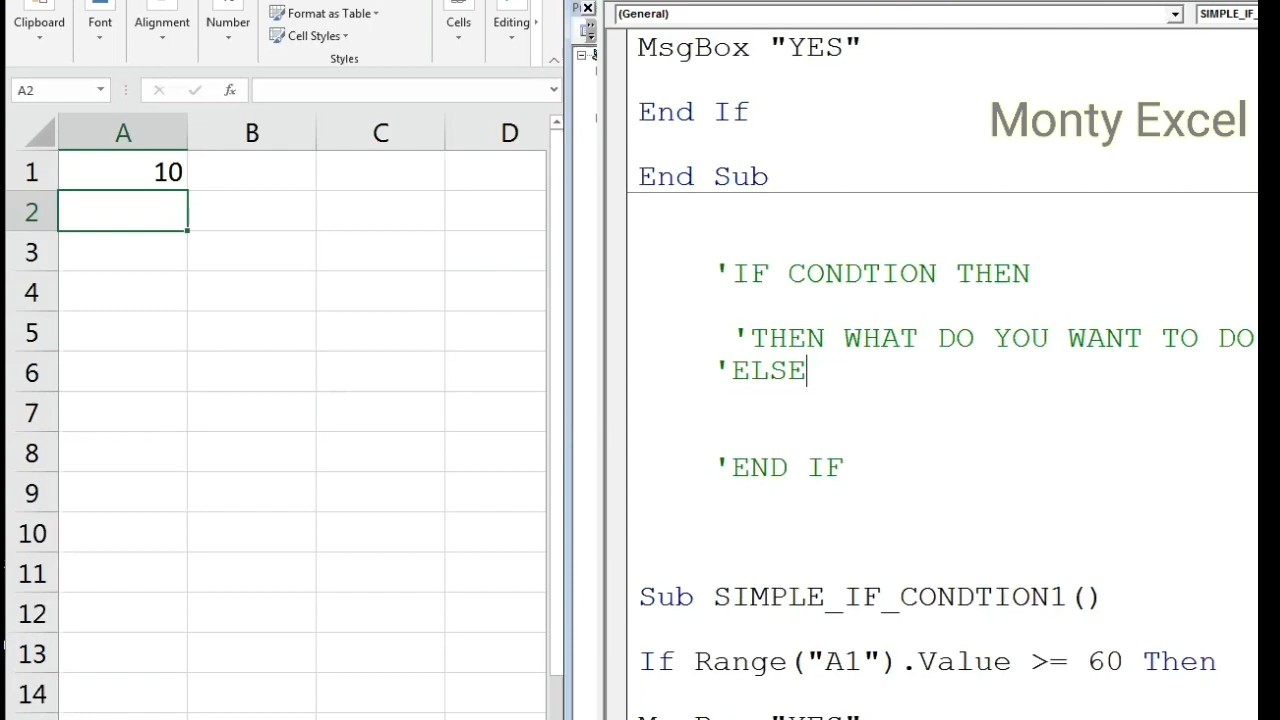 Clipboard
Font
Alignment
Number
Format as Table
Cell Styles
Styles
Cells
Editing
A2
fx
A B C D
1 10
2
3
4
5
6
7
8
9
10
11
12
13
14
(General)
SIMPLE_IF_
MsgBox "YES"
End If
Monty Excel
End Sub
'IF CONDTION THEN
'THEN WHAT DO YOU WANT TO DO
'ELSE
'END IF
Sub SIMPLE_IF_CONDTION1()
If Range("A1").Value >= 60 Then